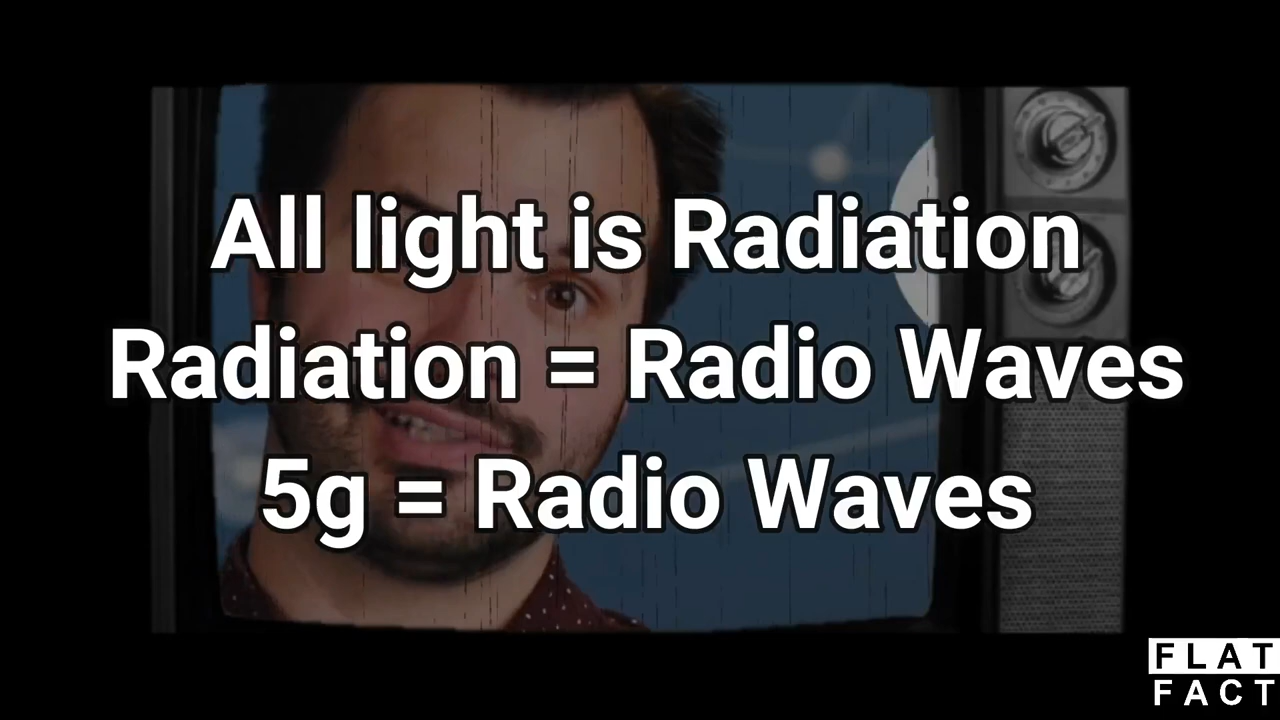 All light is Radiation
Radiation = Radio Waves
5g = Radio Waves
FLAT
FACT